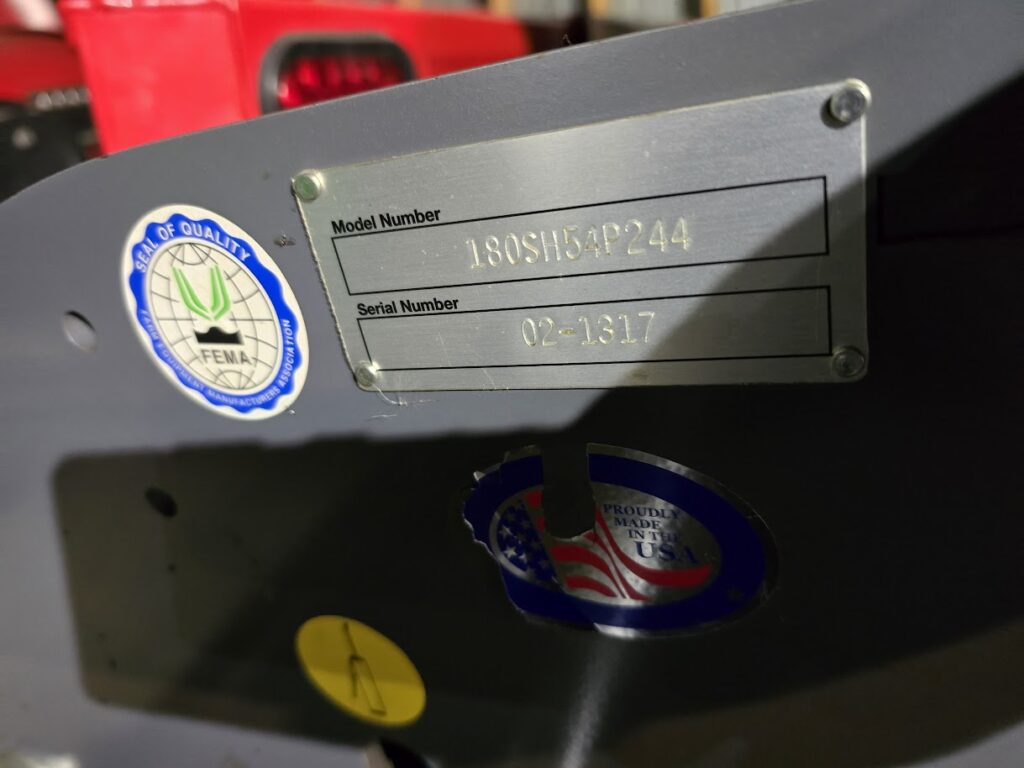 Model Number
180SH54P244
Serial Number
02-1317
SEAL OF QUALITY
FEMA
FARM EQUIPMENT MANUFACTURERS ASSOCIATION
PROUDLY
MADE
IN THE
USA